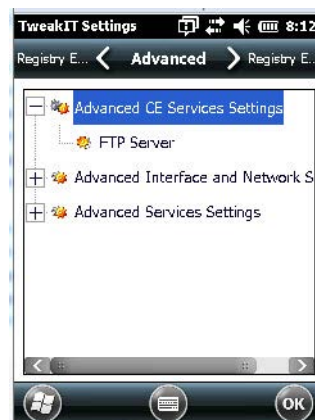 TweakIT Settings 8:12
Registry E... Advanced Registry E..
Advanced CE Services Settings
FTP Server
Advanced Interface and Network S
Advanced Services Settings
OK